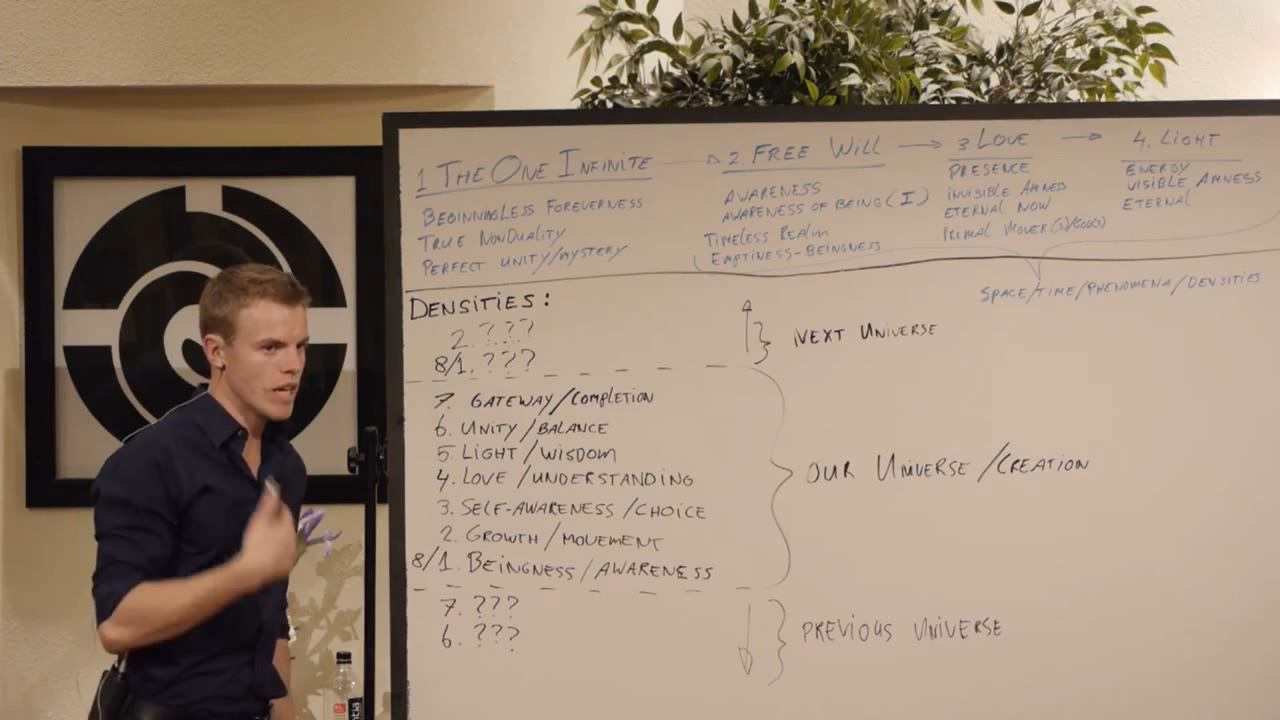 1 THE ONE INFINITE → 2. FREE WILL → 3 LOVE → 4. LIGHT
BEGINNINGLESS FOREVERNESS
TRUE NONDUALITY
PERFECT UNITY/MYSTERY
AWARENESS
AWARENESS OF BEING (I)
TIMELESS REALM
EMPTINESS-BEINGNESS
PRESENCE
INVISIBLE AMNESS
ETERNAL NOW
PRIMAL MOVER(S)/GOD(S)
ENERGY
VISIBLE AMNESS
ETERNAL
SPACE/TIME/PHENOMENA/DENSITIES
DENSITIES:
2. ???
8/1. ???
NEXT UNIVERSE
7. GATEWAY/COMPLETION
6. UNITY/BALANCE
5. LIGHT/WISDOM
4. LOVE/UNDERSTANDING
3. SELF-AWARENESS/CHOICE
2. GROWTH/MOVEMENT
8/1. BEINGNESS/AWARENESS
OUR UNIVERSE/CREATION
7. ???
6. ???
PREVIOUS UNIVERSE